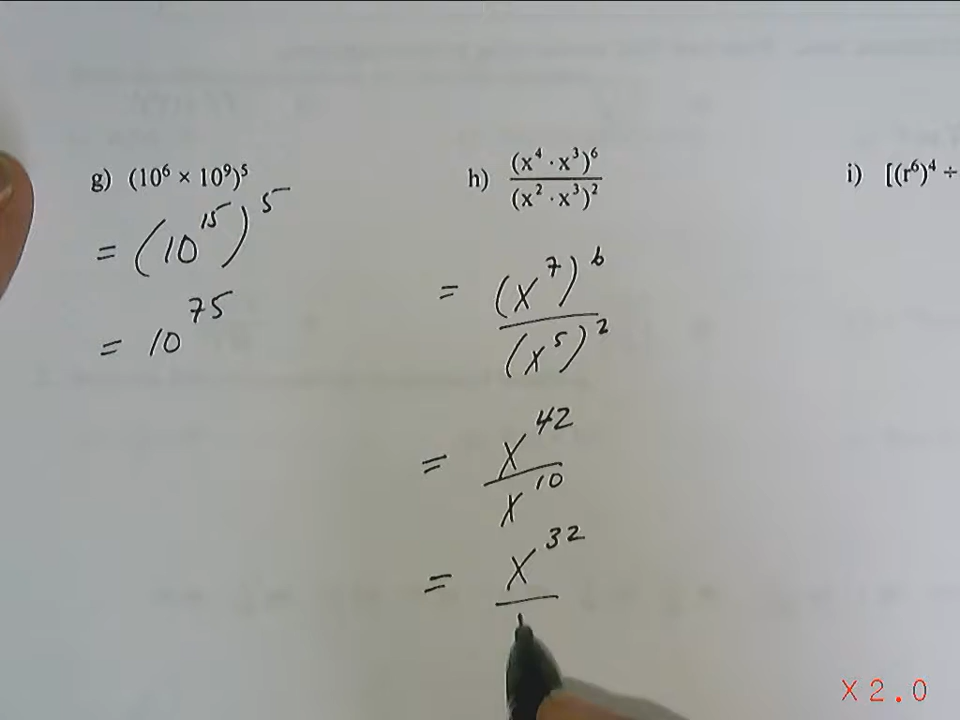 g) (10⁶ × 10⁹)⁵
= (10¹⁵)⁵
= 10⁷⁵
h) (x⁴ · x³)⁶
(x² · x³)²
= (x⁷)⁶
(x⁵)²
= x⁴²
x¹⁰
= x³²
i) [(r⁶)⁴ ÷
X2.0